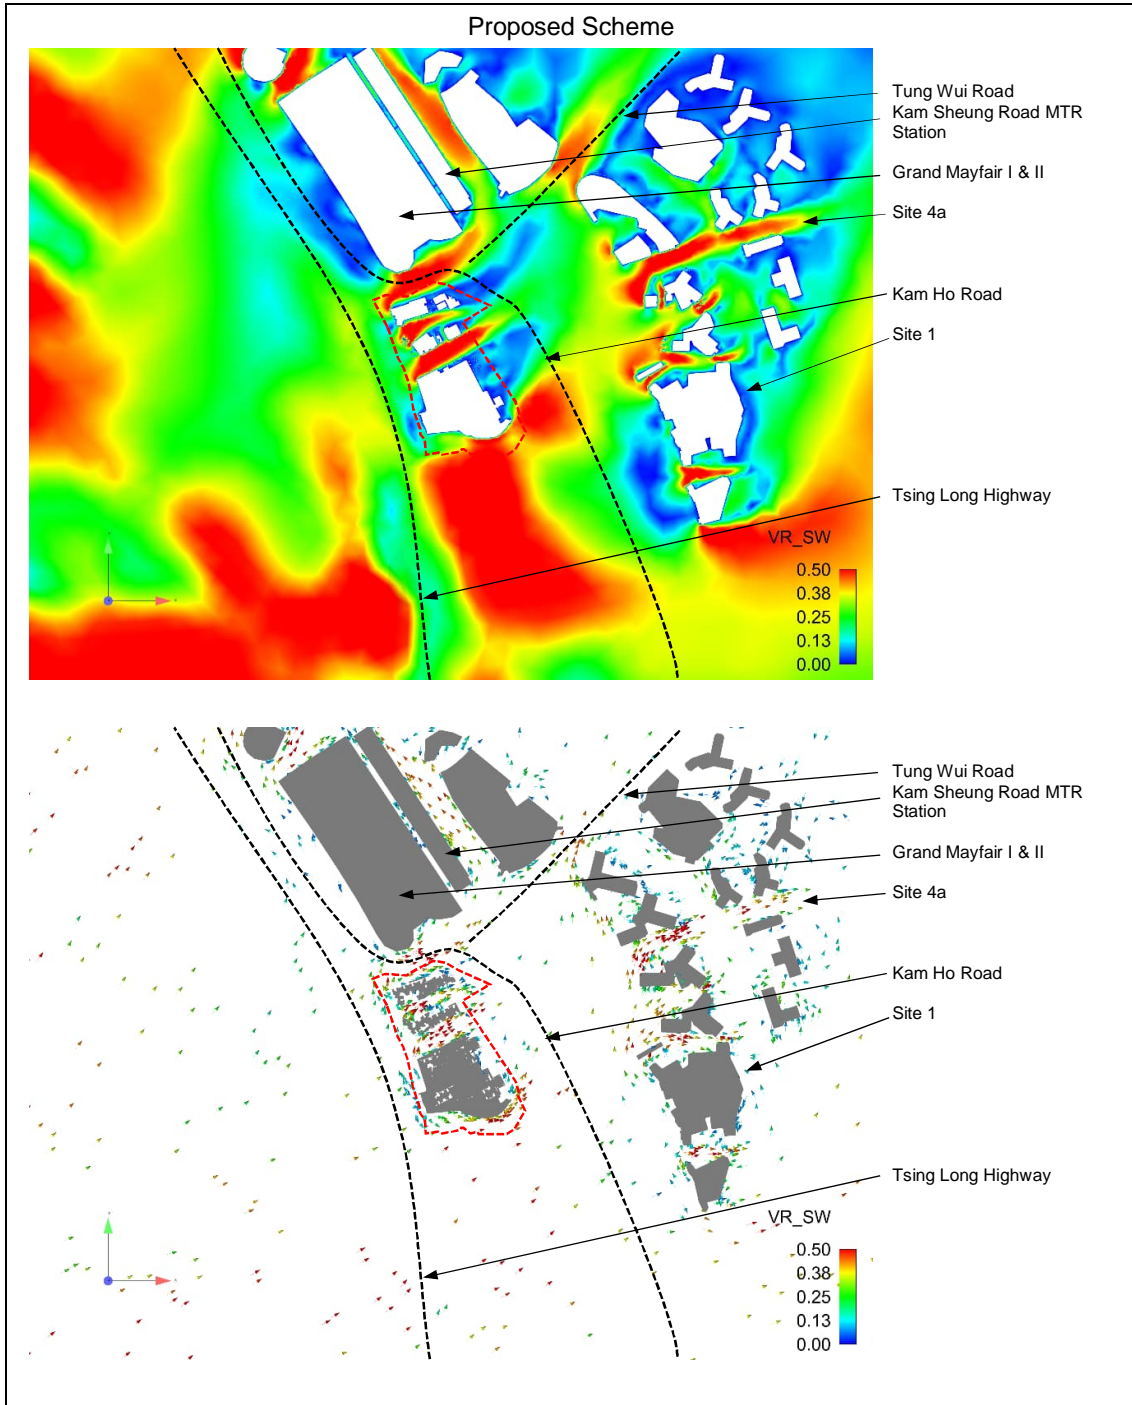 Proposed Scheme
Tung Wui Road
Kam Sheung Road MTR
Station
Grand Mayfair I & II
Site 4a
Kam Ho Road
Site 1
Tsing Long Highway
VR_SW
0.50
0.38
0.25
0.13
0.00
Tung Wui Road
Kam Sheung Road MTR
Station
Grand Mayfair I & II
Site 4a
Kam Ho Road
Site 1
Tsing Long Highway
VR_SW
0.50
0.38
0.25
0.13
0.00